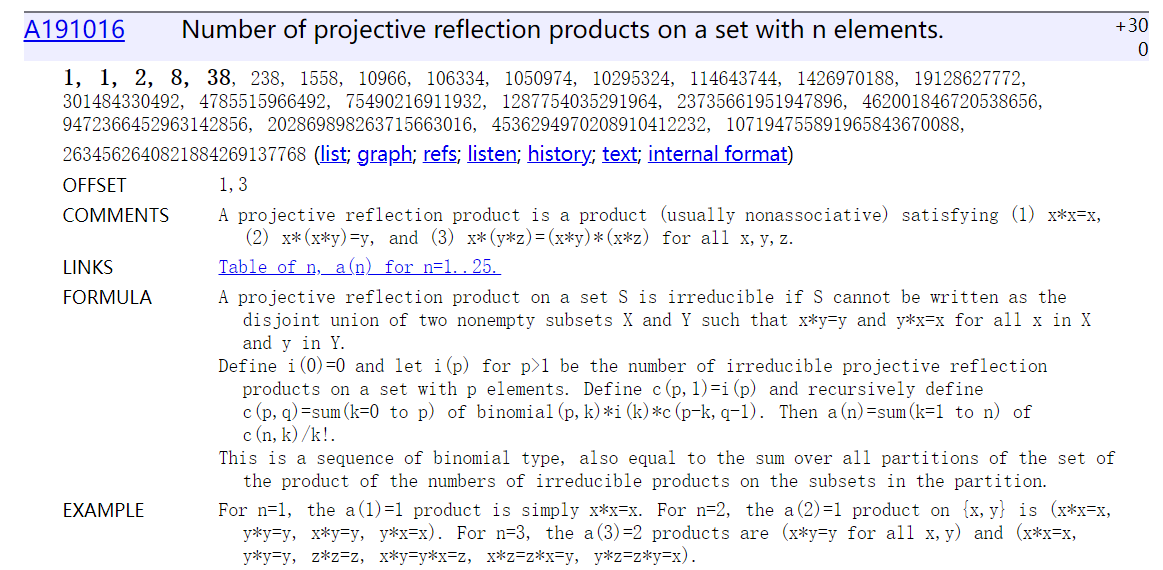 A191016 Number of projective reflection products on a set with n elements. +30
0
1, 1, 2, 8, 38, 238, 1558, 10966, 106334, 1050974, 10295324, 114643744, 1426970188, 19128627772,
301484330492, 4785515966492, 75490216911932, 1287754035291964, 23735661951947896, 462001846720538656,
9472366452963142856, 202869898263715663016, 4536294970208910412232, 107194755891965843670088,
2634562640821884269137768 (list; graph; refs; listen; history; text; internal format)
OFFSET 1,3
COMMENTS A projective reflection product is a product (usually nonassociative) satisfying (1) x*x=x,
(2) x*(x*y)=y, and (3) x*(y*z)=(x*y)*(x*z) for all x,y,z.
LINKS Table of n, a(n) for n=1..25.
FORMULA A projective reflection product on a set S is irreducible if S cannot be written as the
disjoint union of two nonempty subsets X and Y such that x*y=y and y*x=x for all x in X
and y in Y.
Define i(0)=0 and let i(p) for p>1 be the number of irreducible projective reflection
products on a set with p elements. Define c(p,1)=i(p) and recursively define
c(p,q)=sum(k=0 to p) of binomial(p,k)*i(k)*c(p-k,q-1). Then a(n)=sum(k=1 to n) of
c(n,k)/k!.
This is a sequence of binomial type, also equal to the sum over all partitions of the set of
the product of the numbers of irreducible products on the subsets in the partition.
EXAMPLE For n=1, the a(1)=1 product is simply x*x=x. For n=2, the a(2)=1 product on {x,y} is (x*x=x,
y*y=y, x*y=y, y*x=x). For n=3, the a(3)=2 products are (x*y=y for all x,y) and (x*x=x,
y*y=y, z*z=z, x*y=y*x=z, x*z=z*x=y, y*z=z*y=x).